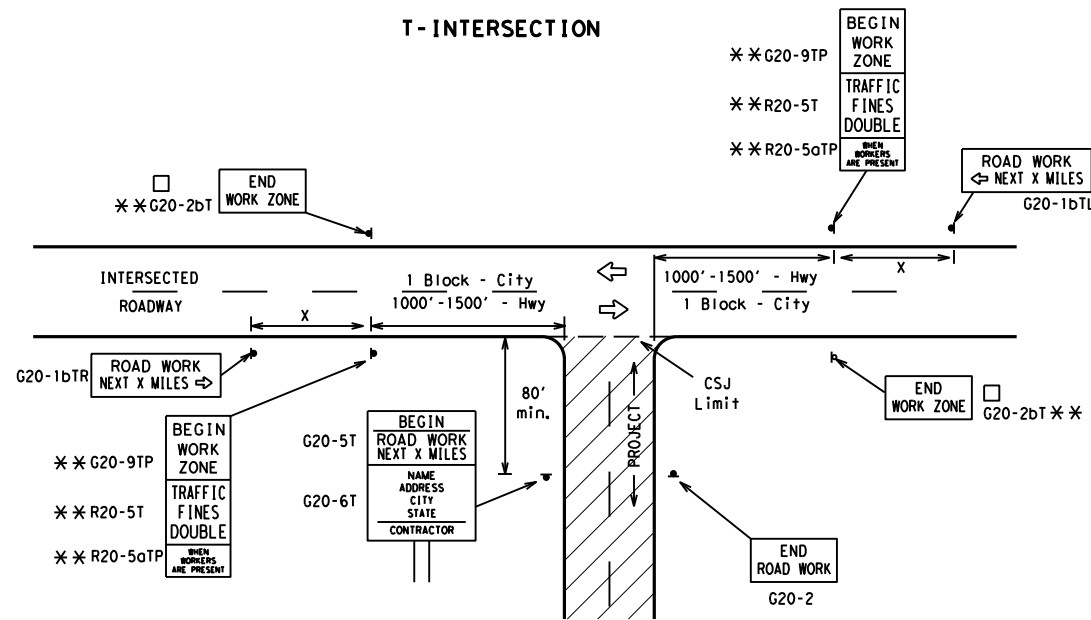 T-INTERSECTION
BEGIN
WORK
ZONE
TRAFFIC
FINES
DOUBLE
WHEN
WORKERS
ARE PRESENT
**G20-9TP
**R20-5T
**R20-5aTP
ROAD WORK
⇦ NEXT X MILES
G20-1bTL
□
**G20-2bT
END
WORK ZONE
INTERSECTED
ROADWAY
1 Block - City
1000'-1500' - Hwy
X
1000'-1500' - Hwy
1 Block - City
X
G20-1bTR
ROAD WORK
NEXT X MILES ⇨
80'
min.
CSJ
Limit
PROJECT
END
WORK ZONE
□
G20-2bT **
**G20-9TP
**R20-5T
**R20-5aTP
BEGIN
WORK
ZONE
TRAFFIC
FINES
DOUBLE
WHEN
WORKERS
ARE PRESENT
G20-5T
G20-6T
BEGIN
ROAD WORK
NEXT X MILES
NAME
ADDRESS
CITY
STATE
CONTRACTOR
END
ROAD WORK
G20-2